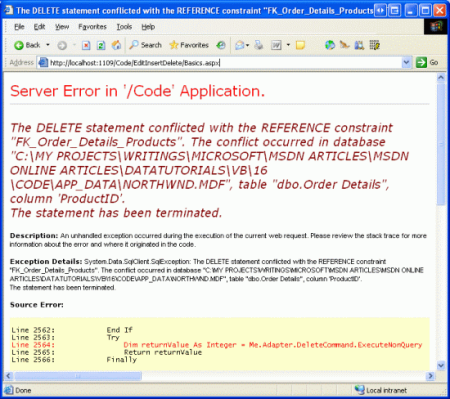 The DELETE statement conflicted with the REFERENCE constraint "FK_Order_Details_Products
File Edit View Favorites Tools Help
Back Search Favorites
Address http://localhost:1109/Code/EditInsertDelete/Basics.aspx Go
Server Error in '/Code' Application.
The DELETE statement conflicted with the REFERENCE constraint
"FK_Order_Details_Products". The conflict occurred in database
"C:\MY PROJECTS\WRITINGS\MICROSOFT\MSDN ARTICLES\MSDN
ONLINE ARTICLES\DATATUTORIALS\VB\16
\CODE\APP_DATA\NORTHWND.MDF", table "dbo.Order Details",
column 'ProductID'.
The statement has been terminated.
Description: An unhandled exception occurred during the execution of the current web request. Please review the stack trace for more
information about the error and where it originated in the code.
Exception Details: System.Data.SqlClient.SqlException: The DELETE statement conflicted with the REFERENCE constraint
"FK_Order_Details_Products". The conflict occurred in database "C:\MY PROJECTS\WRITINGS\MICROSOFT\MSDN ARTICLES\MSDN ONLINE
ARTICLES\DATATUTORIALS\VB\16\CODE\APP_DATA\NORTHWND.MDF", table "dbo.Order Details", column 'ProductID'.
The statement has been terminated.
Source Error:
Line 2562: End If
Line 2563: Try
Line 2564: Dim returnValue As Integer = Me.Adapter.DeleteCommand.ExecuteNonQuery
Line 2565: Return returnValue
Line 2566: Finally
Done Local intranet